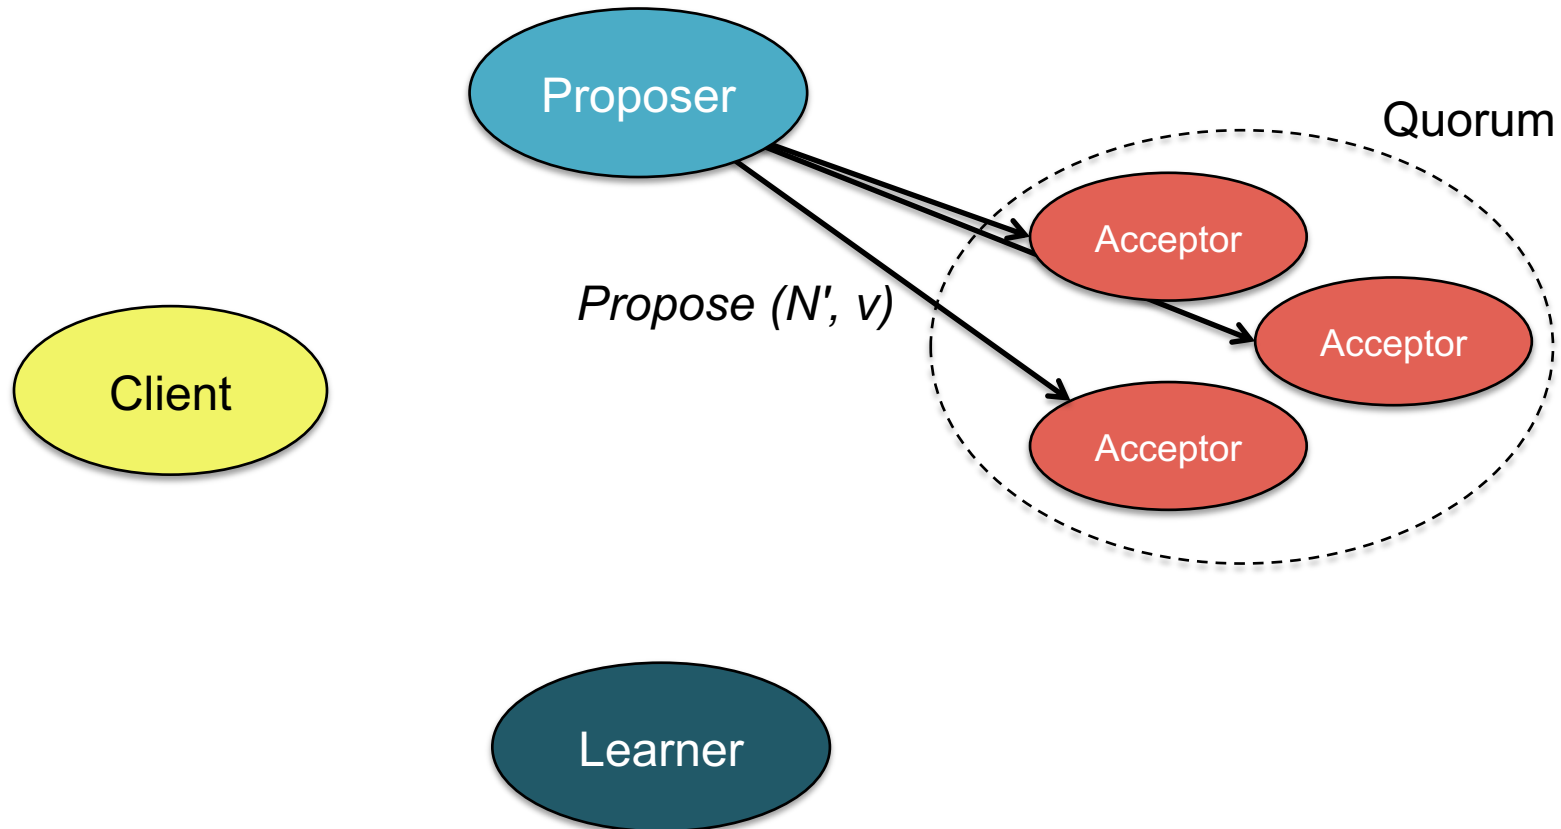 Proposer
Quorum
Acceptor
Propose (N', v)
Acceptor
Client
Acceptor
Learner